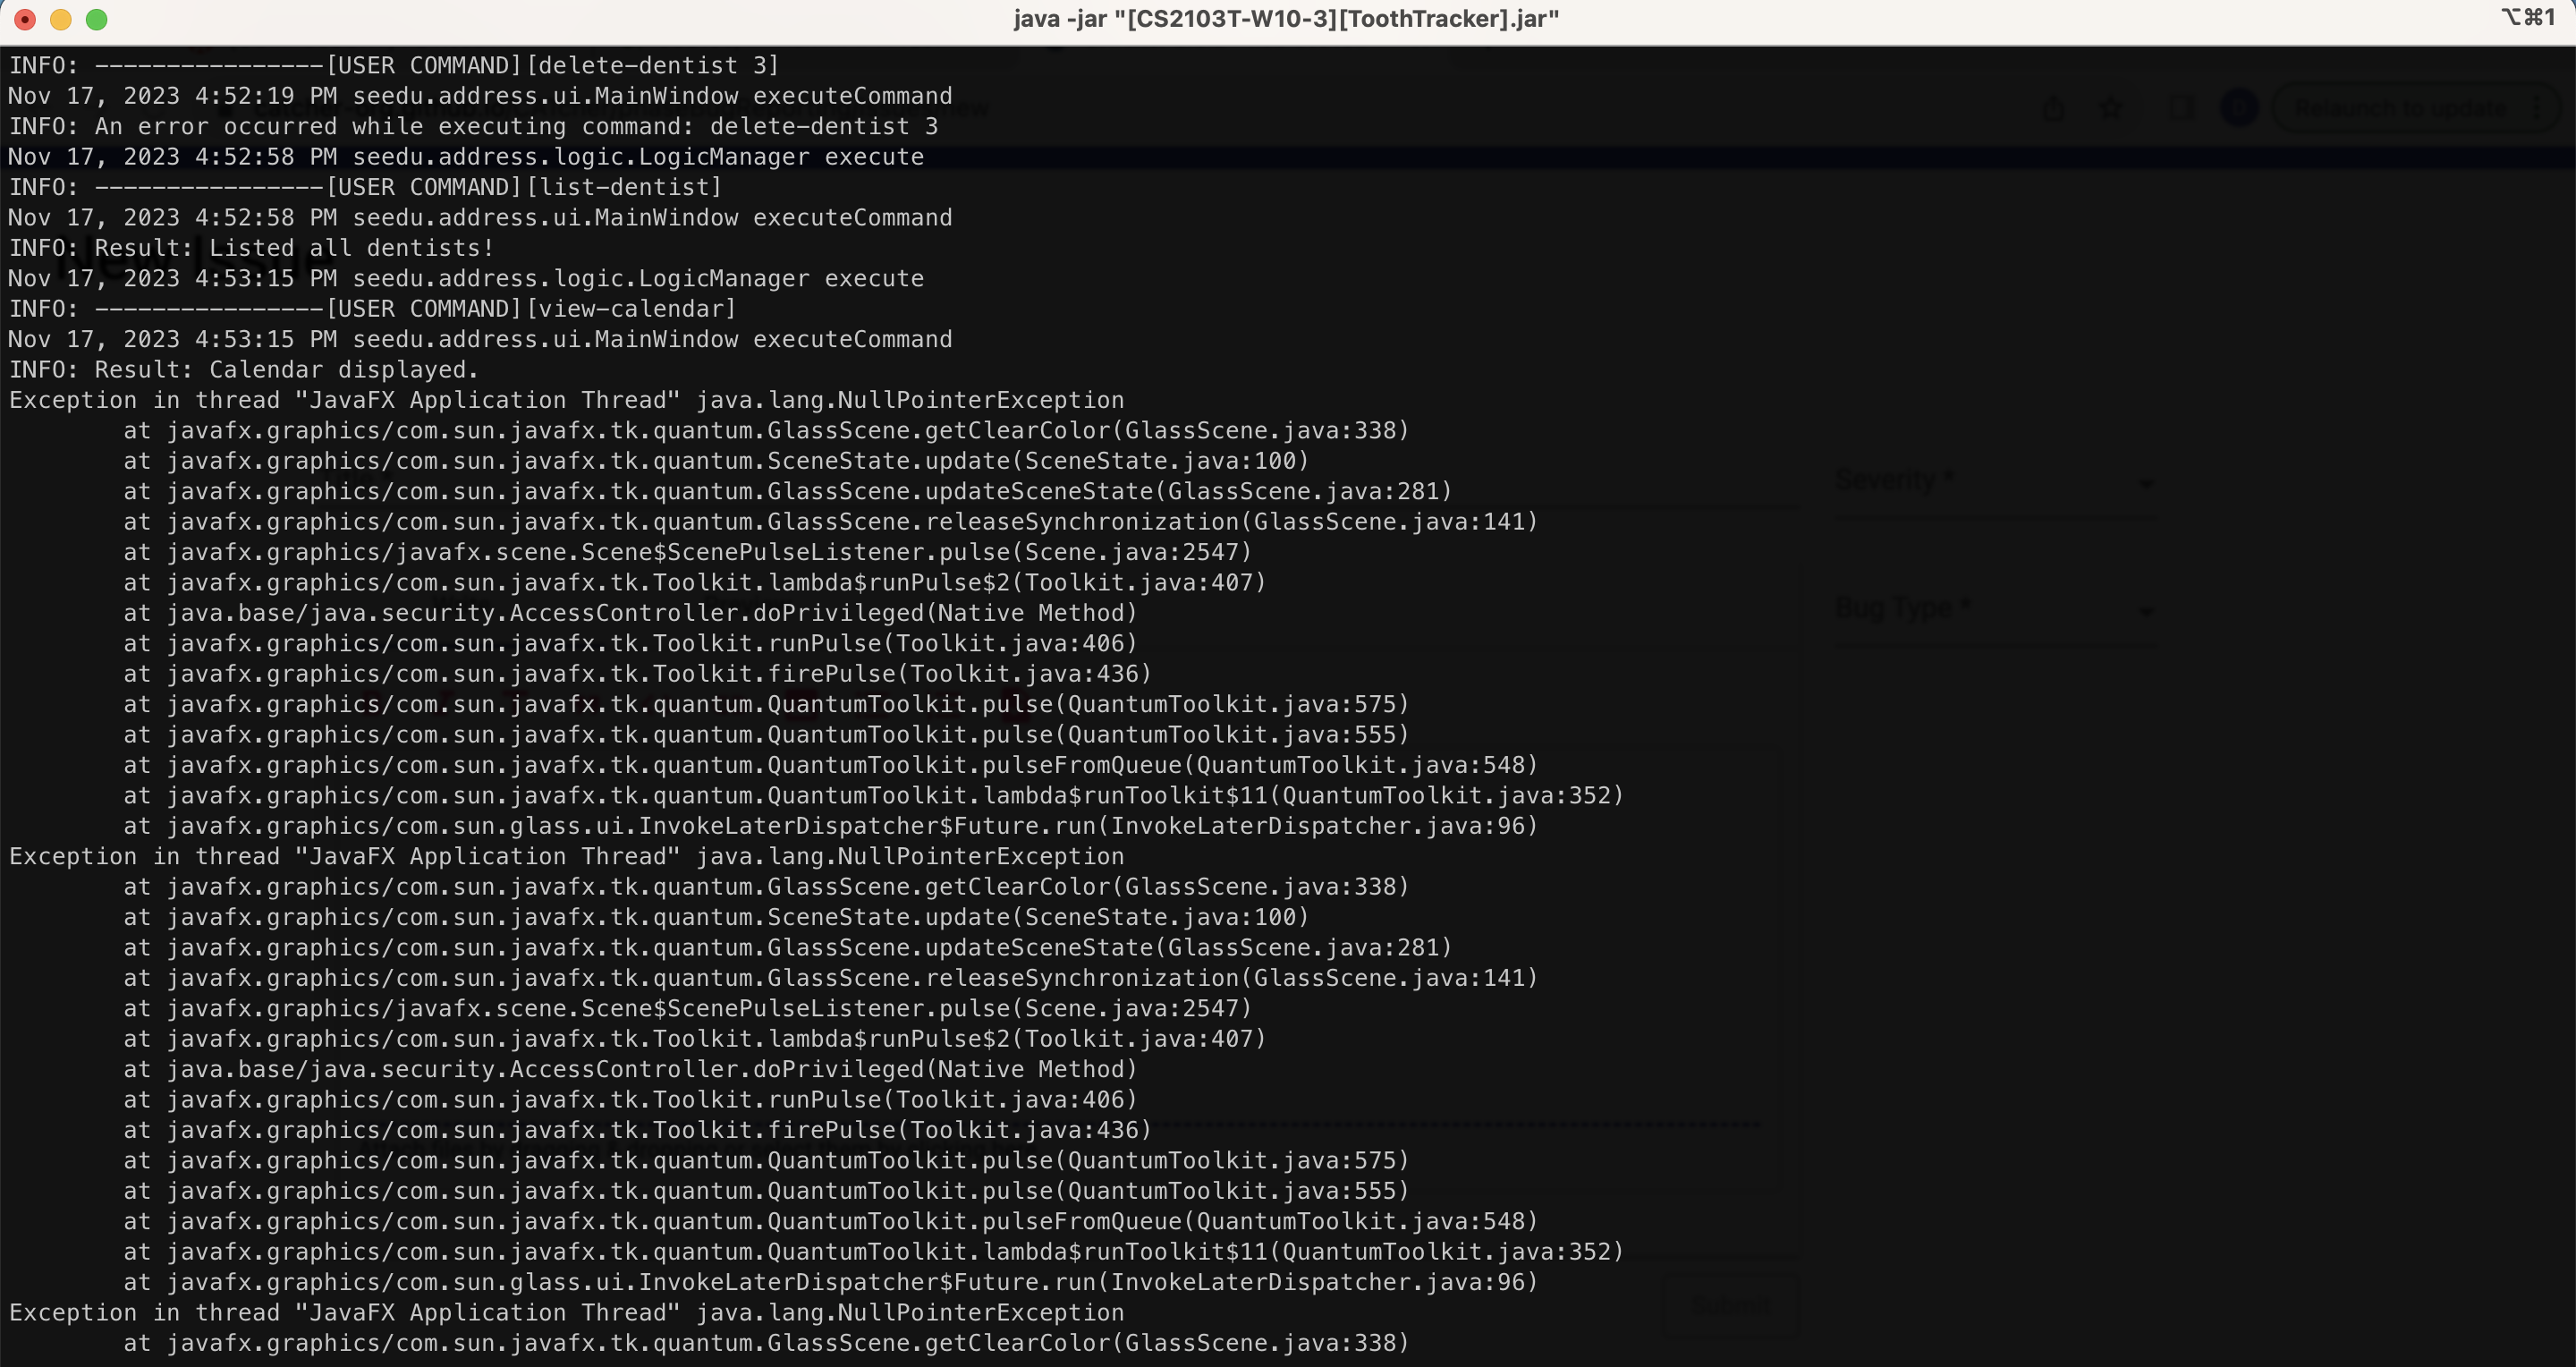 java -jar "[CS2103T-W10-3][ToothTracker].jar"
⌥⌘1
INFO: ----------------[USER COMMAND][delete-dentist 3]
Nov 17, 2023 4:52:19 PM seedu.address.ui.MainWindow executeCommand
INFO: An error occurred while executing command: delete-dentist 3
Relaunch to update
Nov 17, 2023 4:52:58 PM seedu.address.logic.LogicManager execute
INFO: ----------------[USER COMMAND][list-dentist]
Nov 17, 2023 4:52:58 PM seedu.address.ui.MainWindow executeCommand
INFO: Result: Listed all dentists!
New Issue
Nov 17, 2023 4:53:15 PM seedu.address.logic.LogicManager execute
INFO: ----------------[USER COMMAND][view-calendar]
Nov 17, 2023 4:53:15 PM seedu.address.ui.MainWindow executeCommand
INFO: Result: Calendar displayed.
Exception in thread "JavaFX Application Thread" java.lang.NullPointerException
at javafx.graphics/com.sun.javafx.tk.quantum.GlassScene.getClearColor(GlassScene.java:338)
at javafx.graphics/com.sun.javafx.tk.quantum.SceneState.update(SceneState.java:100)
Severity *
at javafx.graphics/com.sun.javafx.tk.quantum.GlassScene.updateSceneState(GlassScene.java:281)
at javafx.graphics/com.sun.javafx.tk.quantum.GlassScene.releaseSynchronization(GlassScene.java:141)
at javafx.graphics/javafx.scene.Scene$ScenePulseListener.pulse(Scene.java:2547)
at javafx.graphics/com.sun.javafx.tk.Toolkit.lambda$runPulse$2(Toolkit.java:407)
at java.base/java.security.AccessController.doPrivileged(Native Method)
Bug Type *
at javafx.graphics/com.sun.javafx.tk.Toolkit.runPulse(Toolkit.java:406)
at javafx.graphics/com.sun.javafx.tk.Toolkit.firePulse(Toolkit.java:436)
at javafx.graphics/com.sun.javafx.tk.quantum.QuantumToolkit.pulse(QuantumToolkit.java:575)
at javafx.graphics/com.sun.javafx.tk.quantum.QuantumToolkit.pulse(QuantumToolkit.java:555)
at javafx.graphics/com.sun.javafx.tk.quantum.QuantumToolkit.pulseFromQueue(QuantumToolkit.java:548)
at javafx.graphics/com.sun.javafx.tk.quantum.QuantumToolkit.lambda$runToolkit$11(QuantumToolkit.java:352)
at javafx.graphics/com.sun.glass.ui.InvokeLaterDispatcher$Future.run(InvokeLaterDispatcher.java:96)
Exception in thread "JavaFX Application Thread" java.lang.NullPointerException
at javafx.graphics/com.sun.javafx.tk.quantum.GlassScene.getClearColor(GlassScene.java:338)
at javafx.graphics/com.sun.javafx.tk.quantum.SceneState.update(SceneState.java:100)
at javafx.graphics/com.sun.javafx.tk.quantum.GlassScene.updateSceneState(GlassScene.java:281)
at javafx.graphics/com.sun.javafx.tk.quantum.GlassScene.releaseSynchronization(GlassScene.java:141)
at javafx.graphics/javafx.scene.Scene$ScenePulseListener.pulse(Scene.java:2547)
at javafx.graphics/com.sun.javafx.tk.Toolkit.lambda$runPulse$2(Toolkit.java:407)
at java.base/java.security.AccessController.doPrivileged(Native Method)
at javafx.graphics/com.sun.javafx.tk.Toolkit.runPulse(Toolkit.java:406)
at javafx.graphics/com.sun.javafx.tk.Toolkit.firePulse(Toolkit.java:436)
at javafx.graphics/com.sun.javafx.tk.quantum.QuantumToolkit.pulse(QuantumToolkit.java:575)
at javafx.graphics/com.sun.javafx.tk.quantum.QuantumToolkit.pulse(QuantumToolkit.java:555)
at javafx.graphics/com.sun.javafx.tk.quantum.QuantumToolkit.pulseFromQueue(QuantumToolkit.java:548)
at javafx.graphics/com.sun.javafx.tk.quantum.QuantumToolkit.lambda$runToolkit$11(QuantumToolkit.java:352)
at javafx.graphics/com.sun.glass.ui.InvokeLaterDispatcher$Future.run(InvokeLaterDispatcher.java:96)
Submit
Exception in thread "JavaFX Application Thread" java.lang.NullPointerException
at javafx.graphics/com.sun.javafx.tk.quantum.GlassScene.getClearColor(GlassScene.java:338)